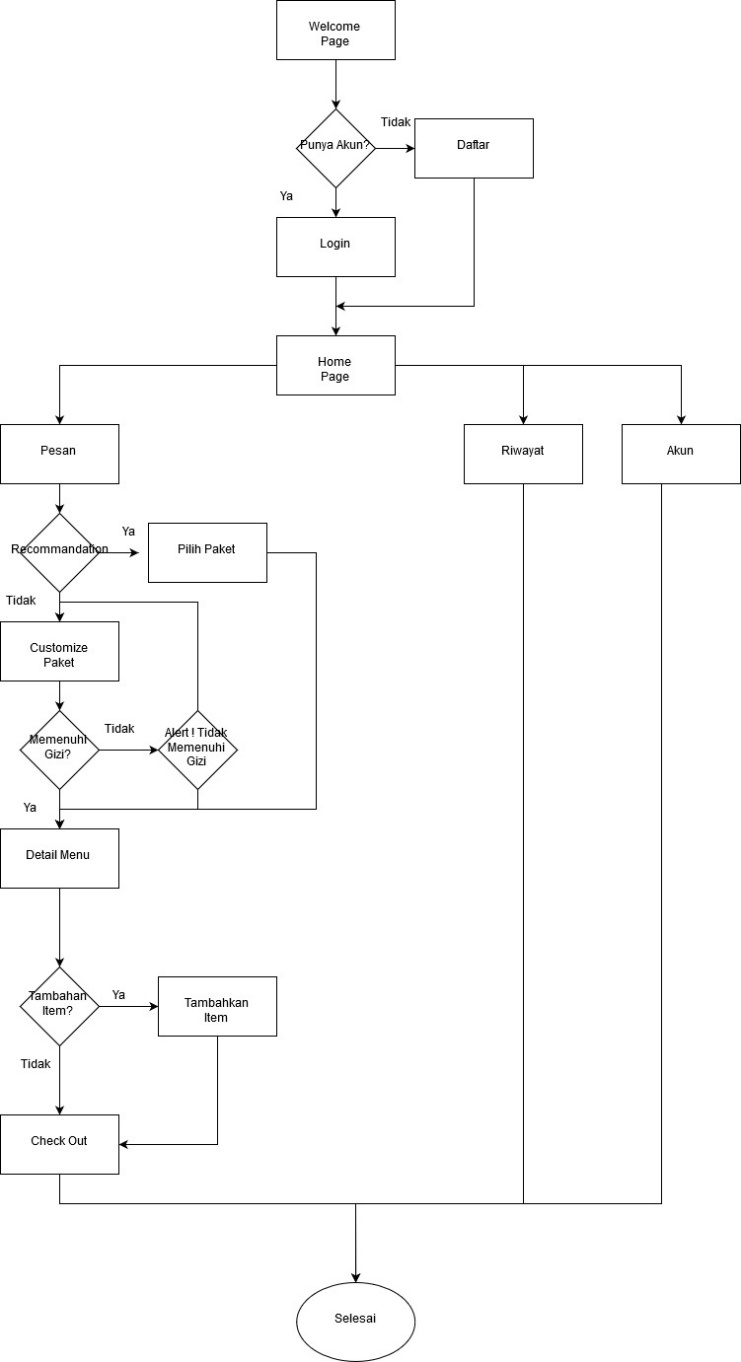 Welcome
Page
Tidak
Punya Akun?
Daftar
Ya
Login
Home
Page
Pesan
Riwayat
Akun
Ya
Recommandation
Pilih Paket
Tidak
Customize
Paket
Tidak
Memenuhi
Gizi?
Alert ! Tidak
Memenuhi
Gizi
Ya
Detail Menu
Tambahan
Item?
Ya
Tambahkan
Item
Tidak
Check Out
Selesai